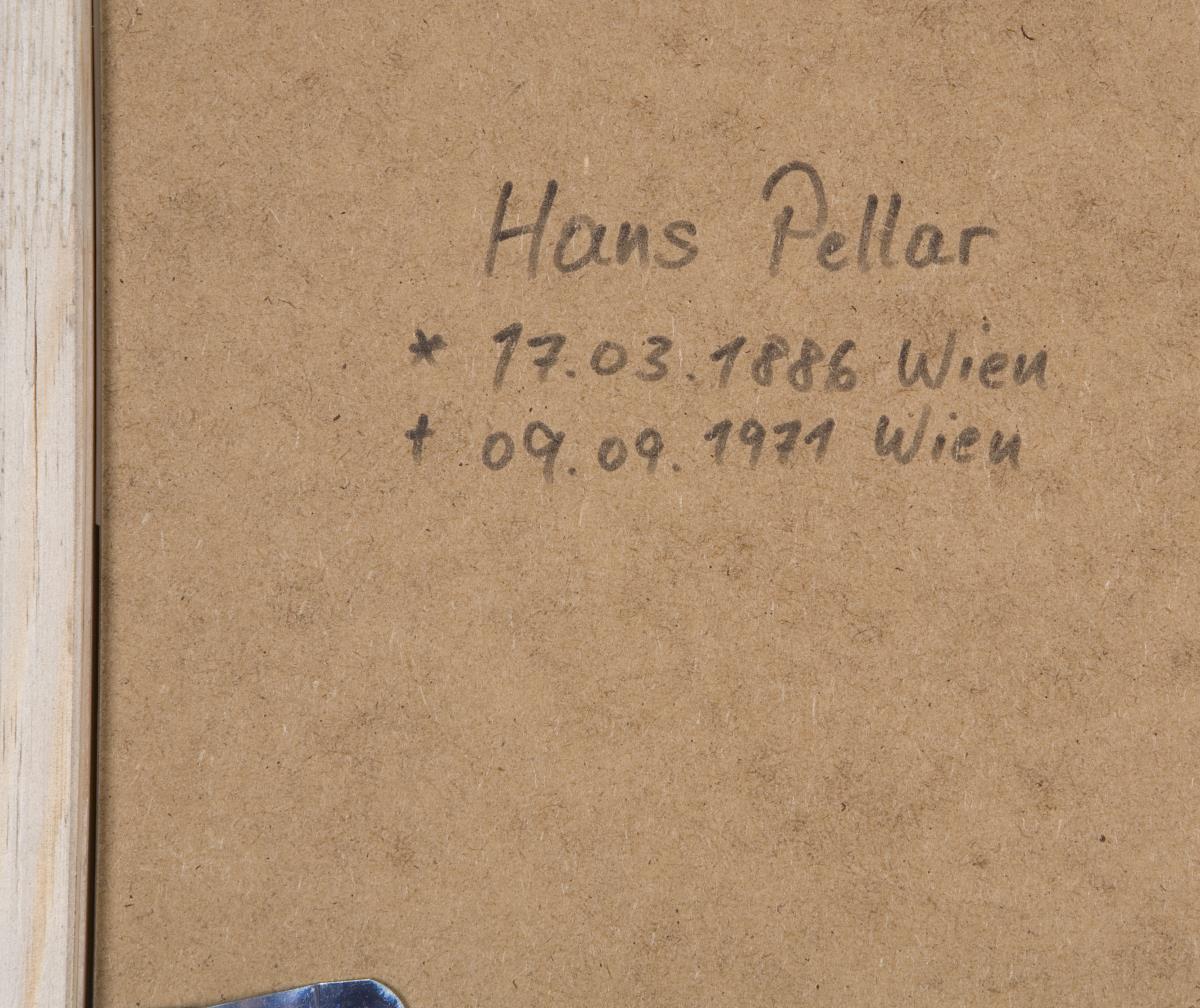 Hans Pellar
* 17.03.1886 Wien
† 09.09.1971 Wien